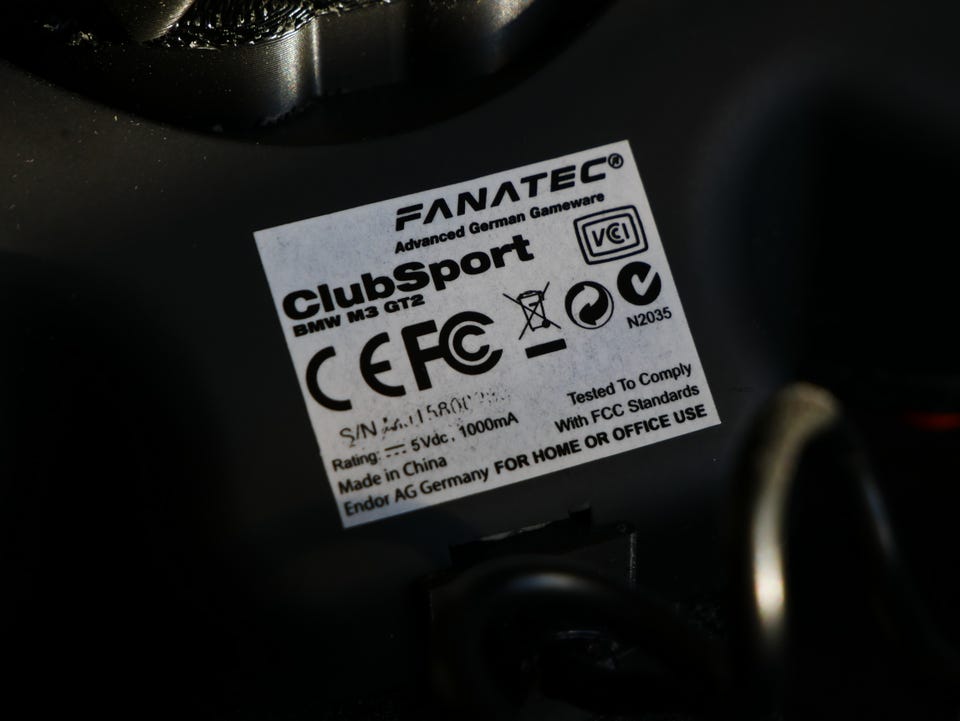 FANATEC®
Advanced German Gameware
VCI
ClubSport
BMW M3 GT2
CE FC
N2035
S/N
Rating: 5Vdc, 1000mA
Made in China
Endor AG Germany
Tested To Comply
With FCC Standards
FOR HOME OR OFFICE USE